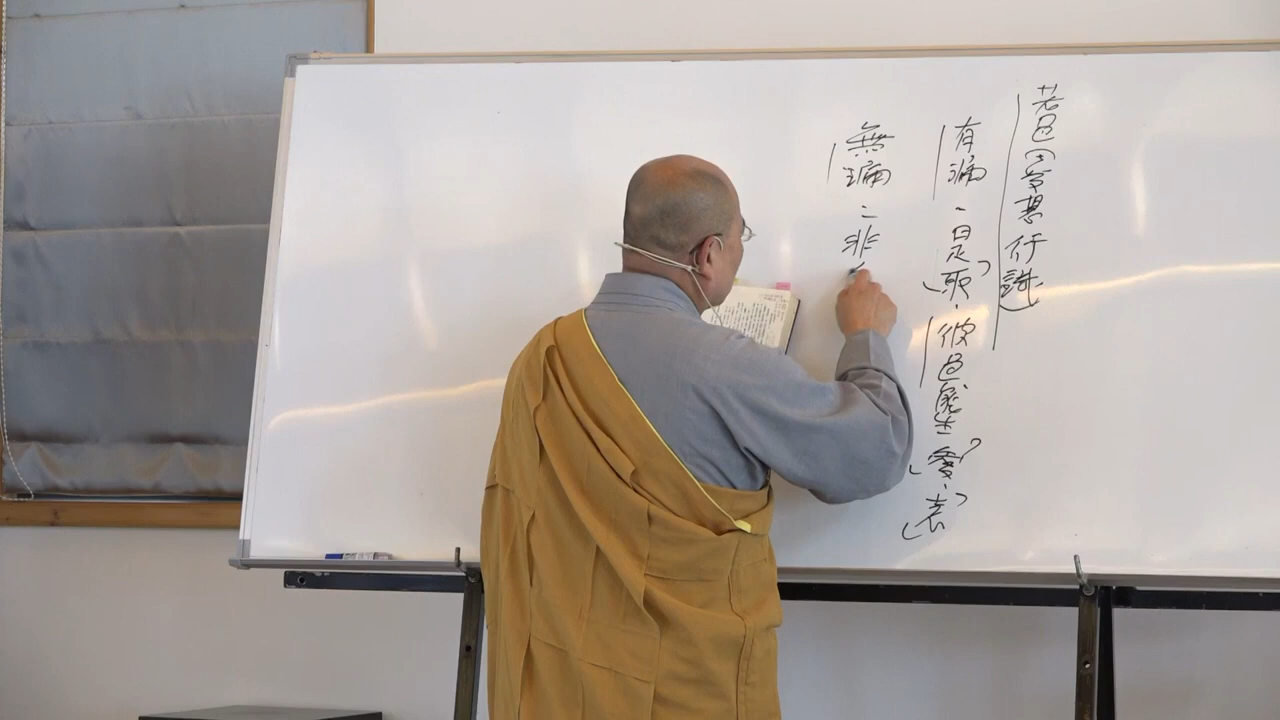 若色(受想行識)
有漏、是取、彼色能生愛、恚
無漏、非